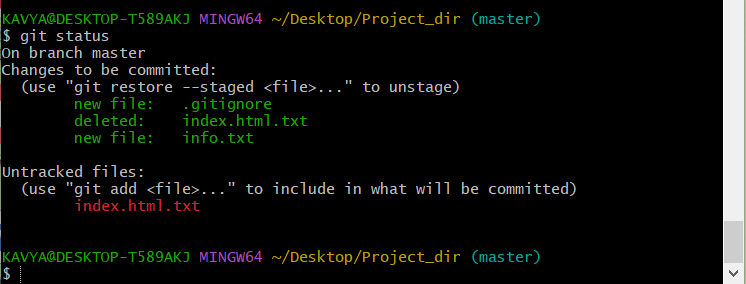 KAVYA@DESKTOP-T589AKJ MINGW64 ~/Desktop/Project_dir (master)
$ git status
On branch master
Changes to be committed:
  (use "git restore --staged <file>..." to unstage)
        new file:   .gitignore
        deleted:    index.html.txt
        new file:   info.txt

Untracked files:
  (use "git add <file>..." to include in what will be committed)
        index.html.txt

KAVYA@DESKTOP-T589AKJ MINGW64 ~/Desktop/Project_dir (master)
$